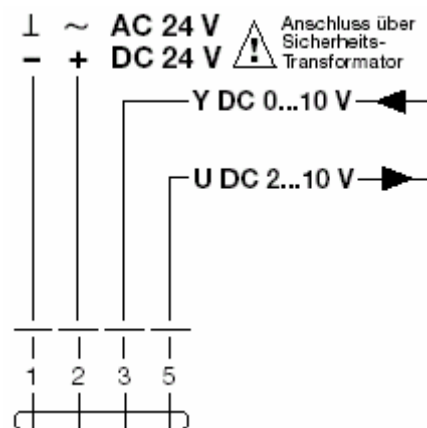 ⊥ ~ AC 24 V
– + DC 24 V
Anschluss über
Sicherheits-
Transformator
Y DC 0...10 V
U DC 2...10 V
1 2 3 5